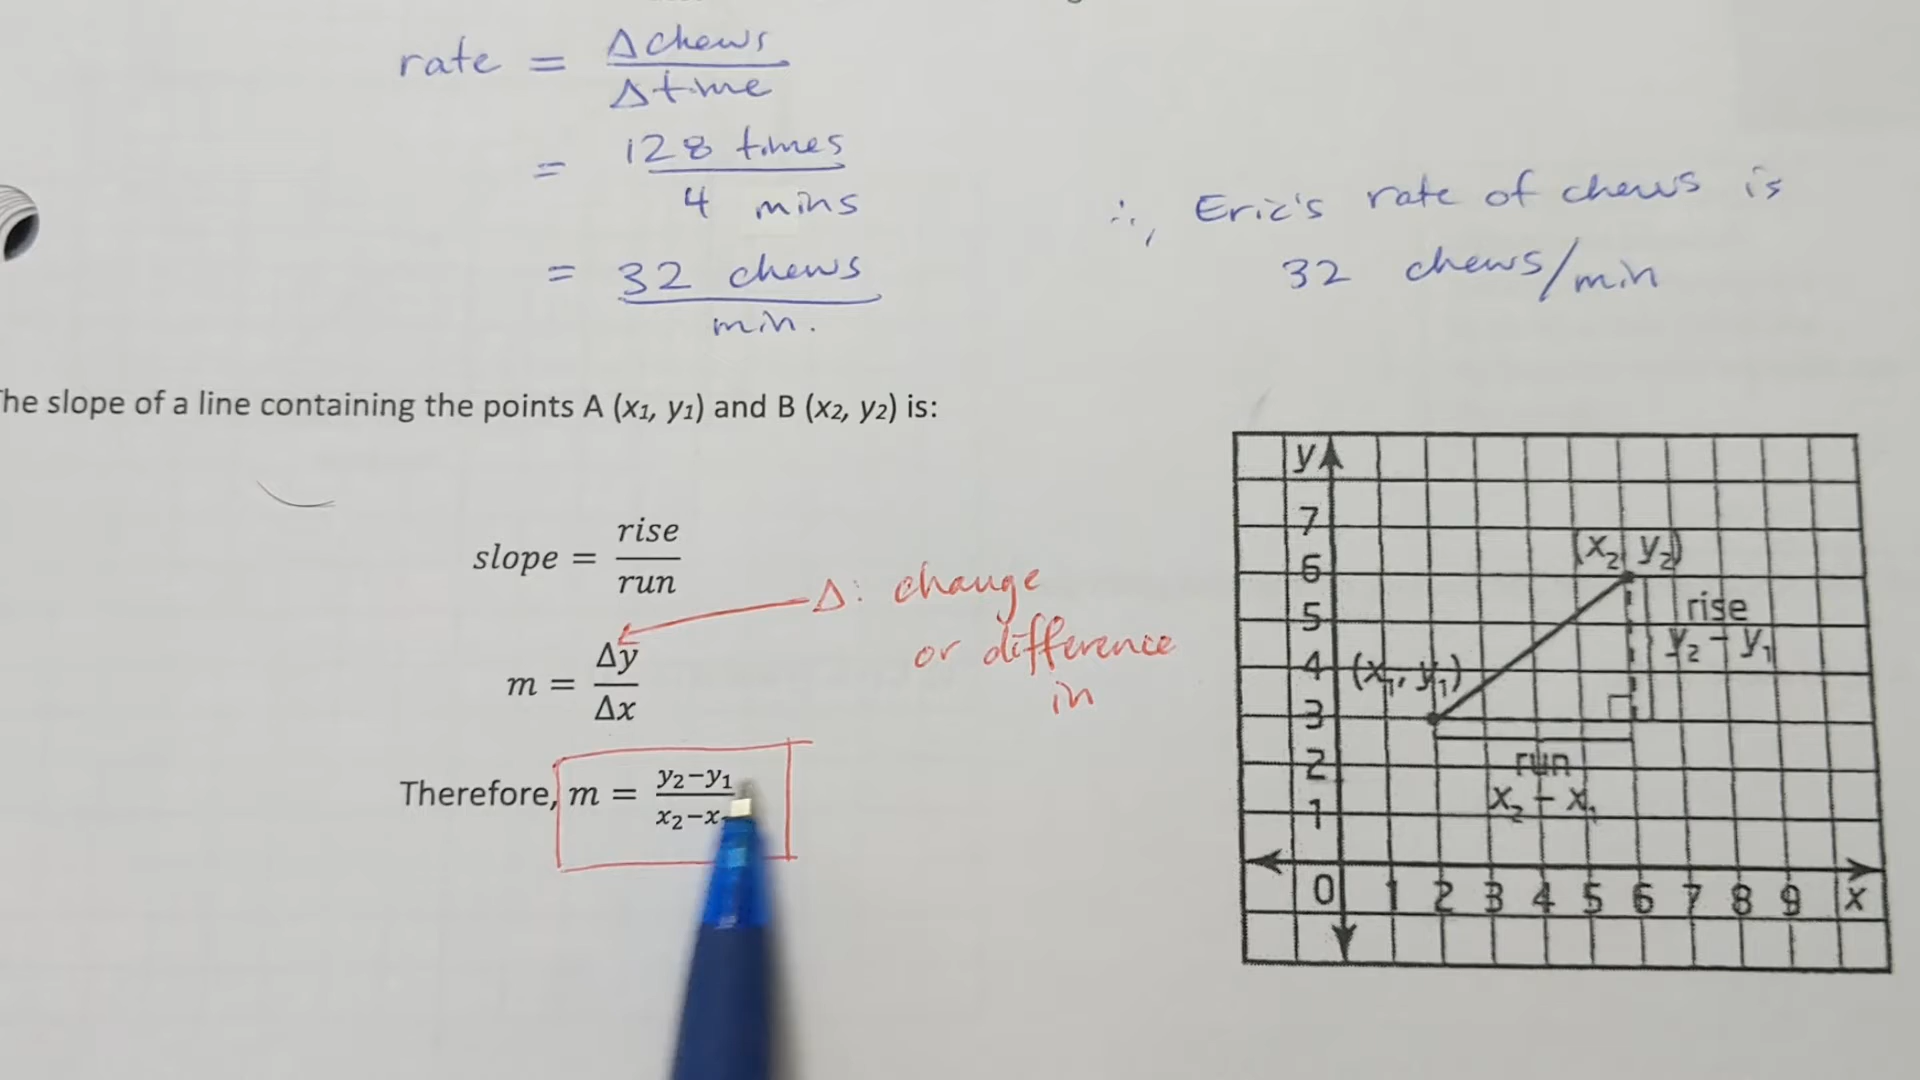 rate = Δchews
Δtime
= 128 times
4 mins
= 32 chews
min.
∴, Eric's rate of chews is
32 chews/min
he slope of a line containing the points A (x1, y1) and B (x2, y2) is:
slope = rise
run
Δ: change
or difference
in
m = Δy
Δx
Therefore, m = y2−y1
x2−x
y
7
6
5
4
3
2
1
0 1 2 3 4 5 6 7 8 9 x
(x2 y2)
rise
y2 − y1
(x1, y1)
run
x2 − x1